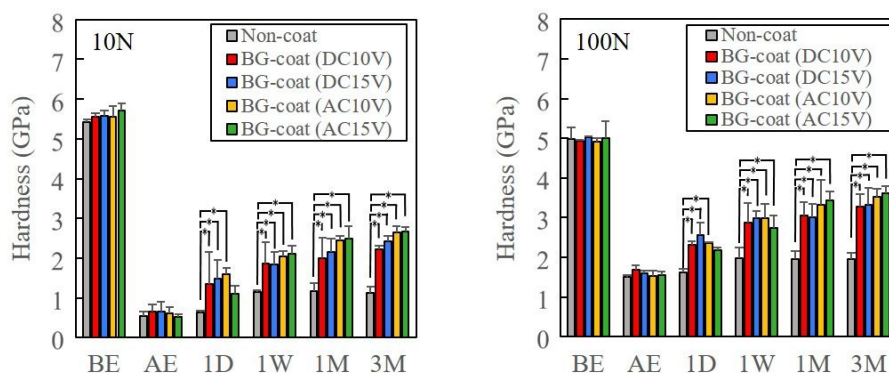 10N
Non-coat
BG-coat (DC10V)
BG-coat (DC15V)
BG-coat (AC10V)
BG-coat (AC15V)
Hardness (GPa)
8
7
6
5
4
3
2
1
0
* * * * * * * * * * * * * * *
BE AE 1D 1W 1M 3M
100N
Non-coat
BG-coat (DC10V)
BG-coat (DC15V)
BG-coat (AC10V)
BG-coat (AC15V)
Hardness (GPa)
8
7
6
5
4
3
2
1
0
* * * * * * * * * * * * * * *
BE AE 1D 1W 1M 3M